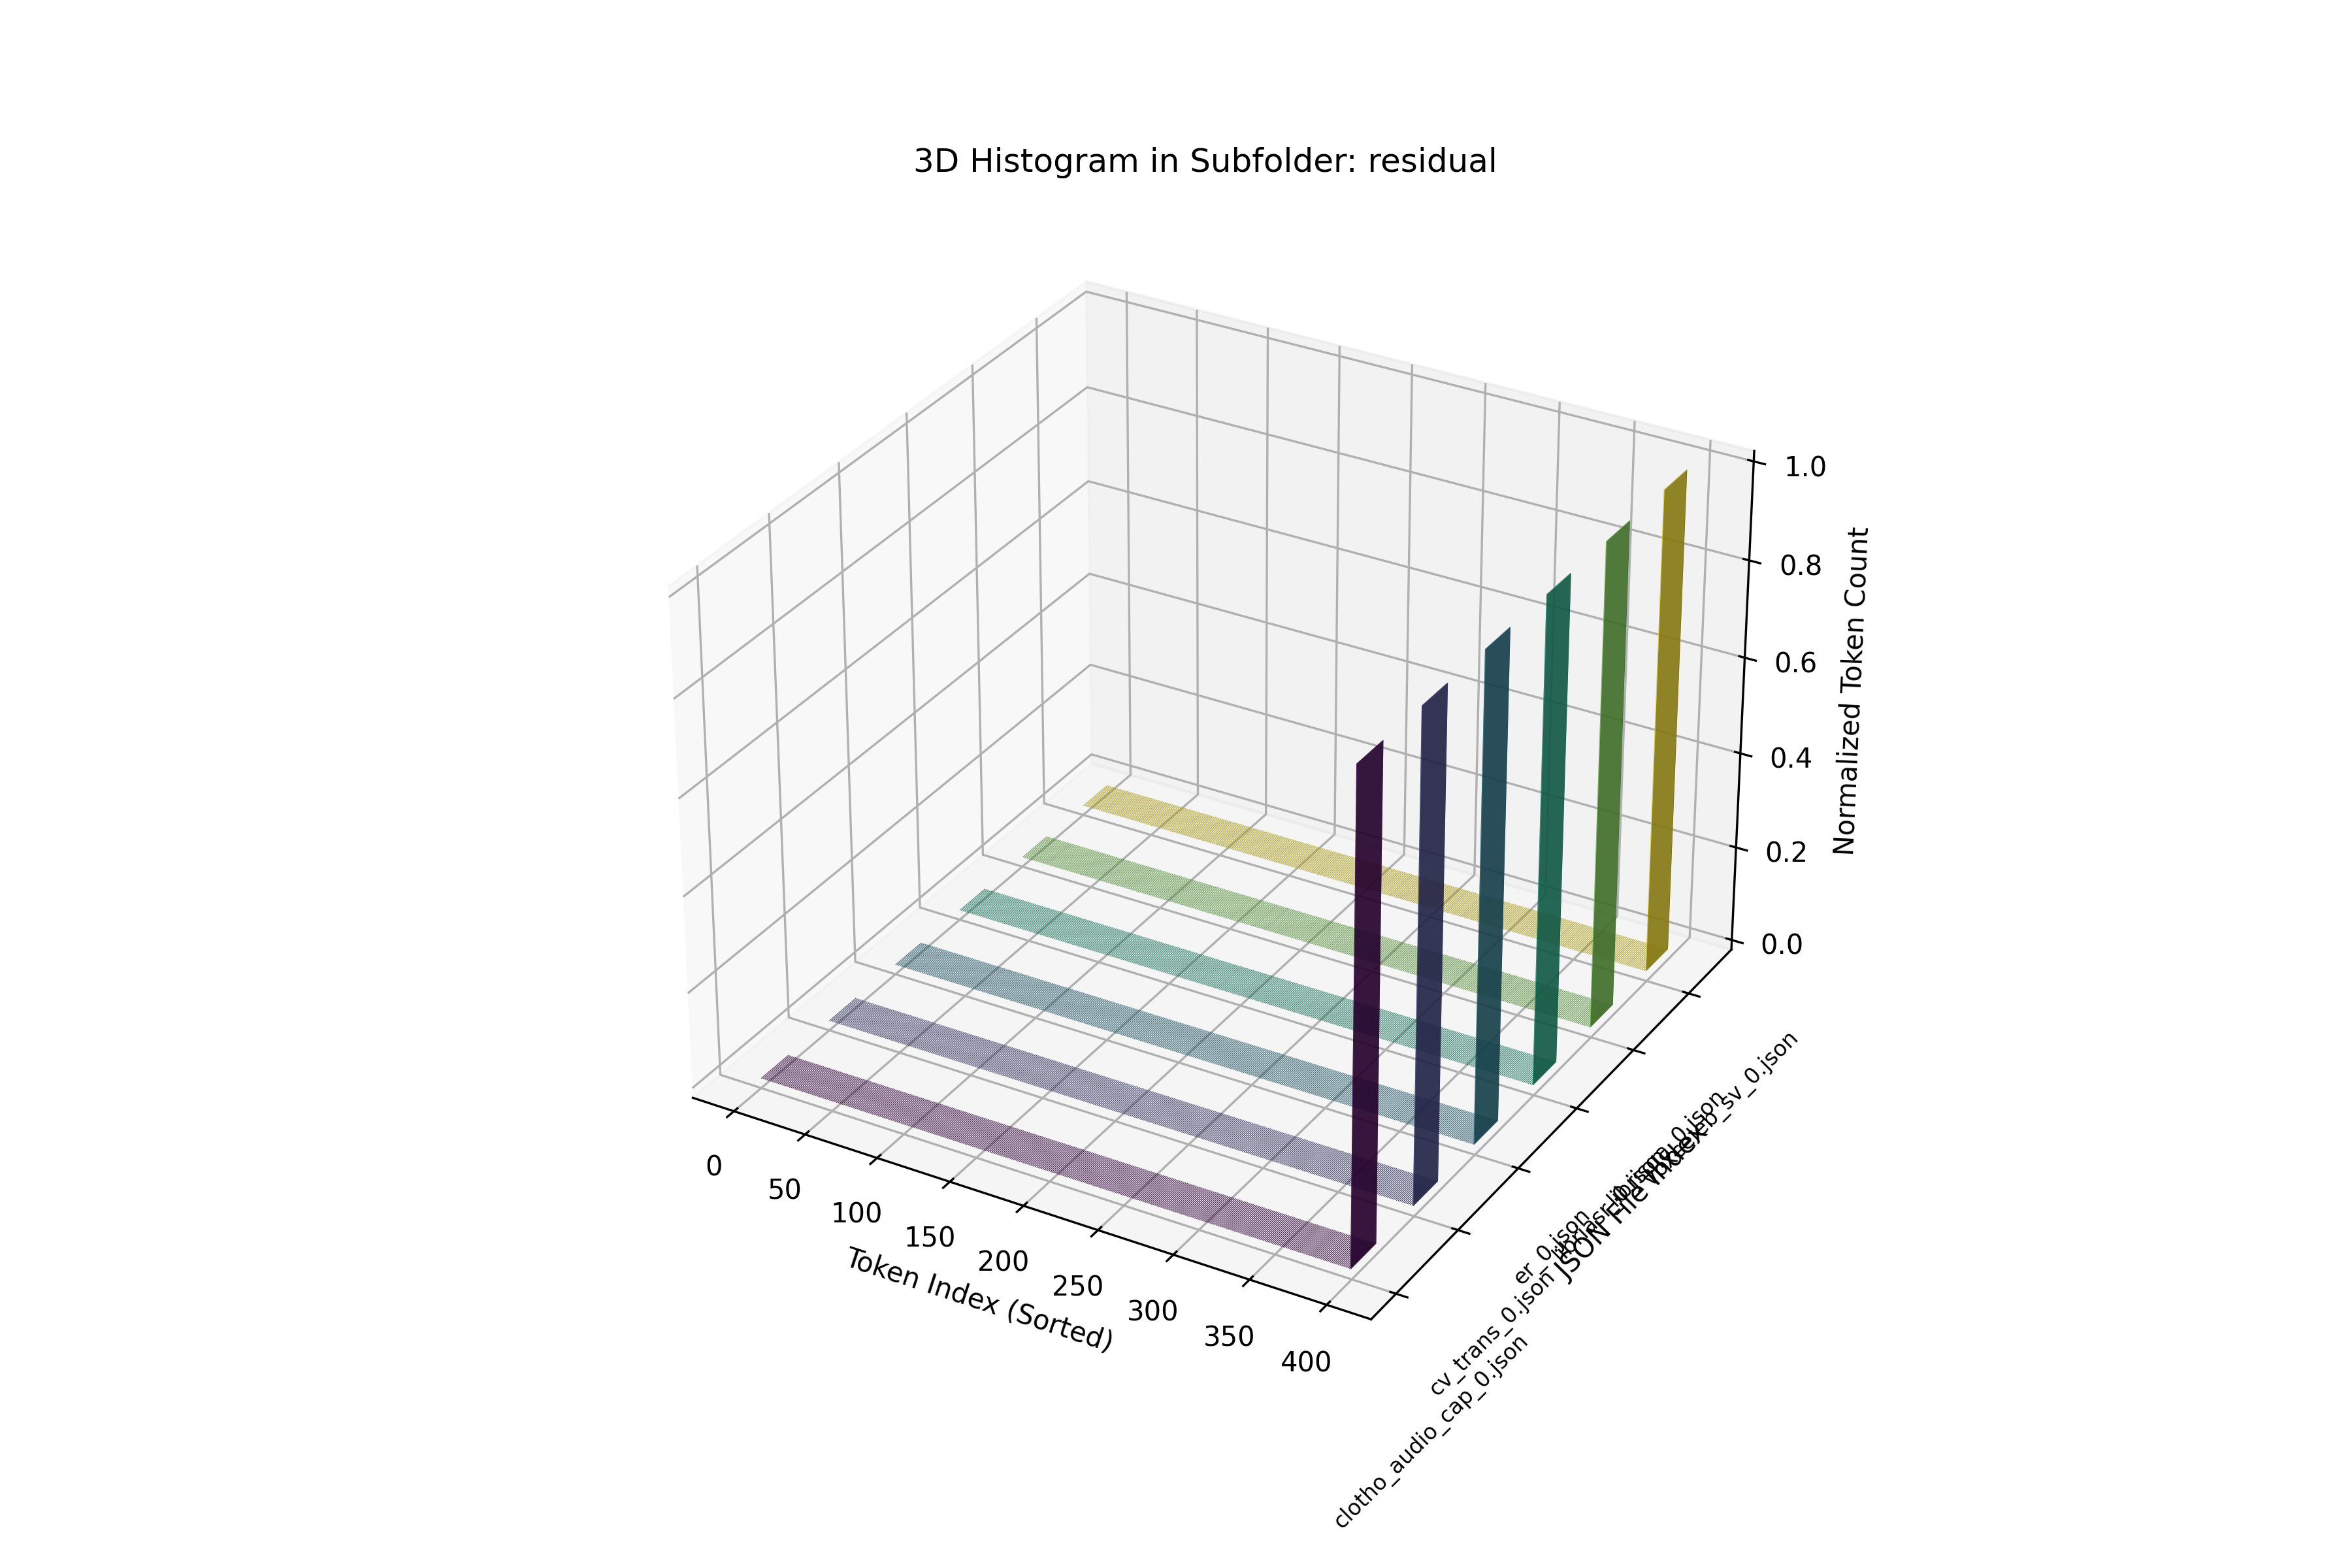 3D Histogram in Subfolder: residual
1.0
0.8
0.6
0.4
0.2
0.0
Normalized Token Count
0
50
100
150
200
250
300
350
400
Token Index (Sorted)
clotho_audio_cap_0.json
cv_trans_0.json
er_0.json
JSON File Index